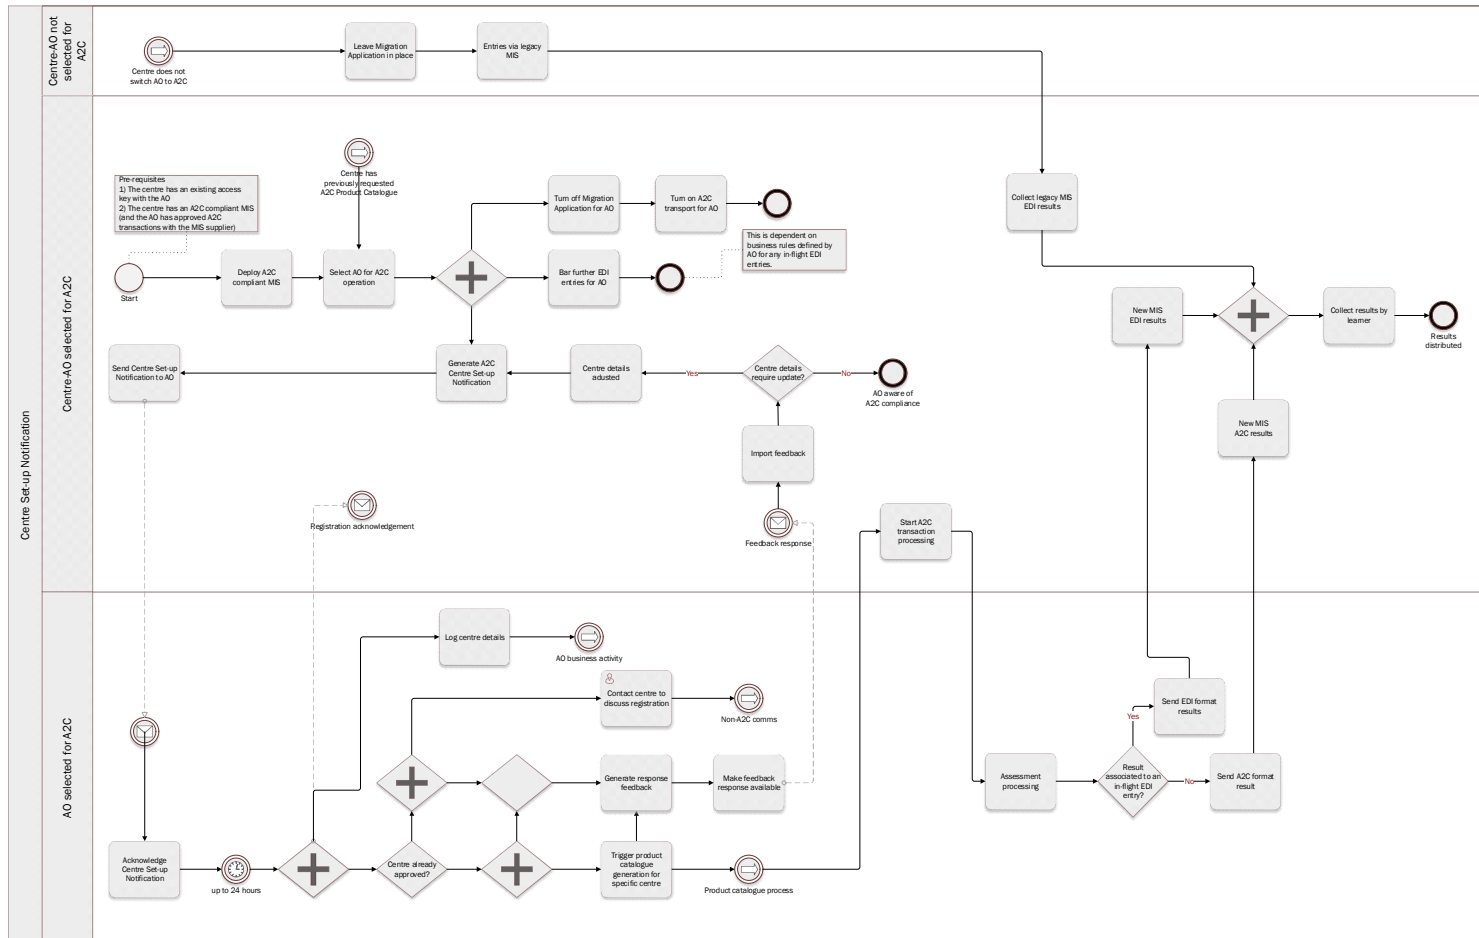 Centre Set-up Notification
Centre-AO not
selected for
A2C
Centre does not
switch AO to A2C
Leave Migration
Application in place
Entries via legacy
MIS
Centre-AO selected for A2C
Pre-requisites
1) The centre has an existing access
key with the AO
2) The centre has an A2C compliant MIS
(and the AO has approved A2C
transactions with the MIS supplier)
Start
Deploy A2C
compliant MIS
Centre has
previously requested
A2C Product Catalogue
Select AO for A2C
operation
Turn off Migration
Application for AO
Turn on A2C
transport for AO
Bar further EDI
entries for AO
This is dependent on
business rules defined by
AO for any in-flight EDI
entries.
Collect legacy MIS
EDI results
New MIS
EDI results
Collect results by
learner
Results
distributed
Send Centre Set-up
Notification to AO
Generate A2C
Centre Set-up
Notification
Centre details
adusted
Yes
Centre details
require update?
No
AO aware of
A2C compliance
New MIS
A2C results
Import feedback
Registration acknowledgement
Feedback response
Start A2C
transaction
processing
AO selected for A2C
Log centre details
AO business activity
Contact centre to
discuss registration
Non-A2C comms
Generate response
feedback
Make feedback
response available
Acknowledge
Centre Set-up
Notification
up to 24 hours
Centre already
approved?
Trigger product
catalogue
generation for
specific centre
Product catalogue process
Assessment
processing
Result
associated to an
in-flight EDI
entry?
Yes
Send EDI format
results
No
Send A2C format
result